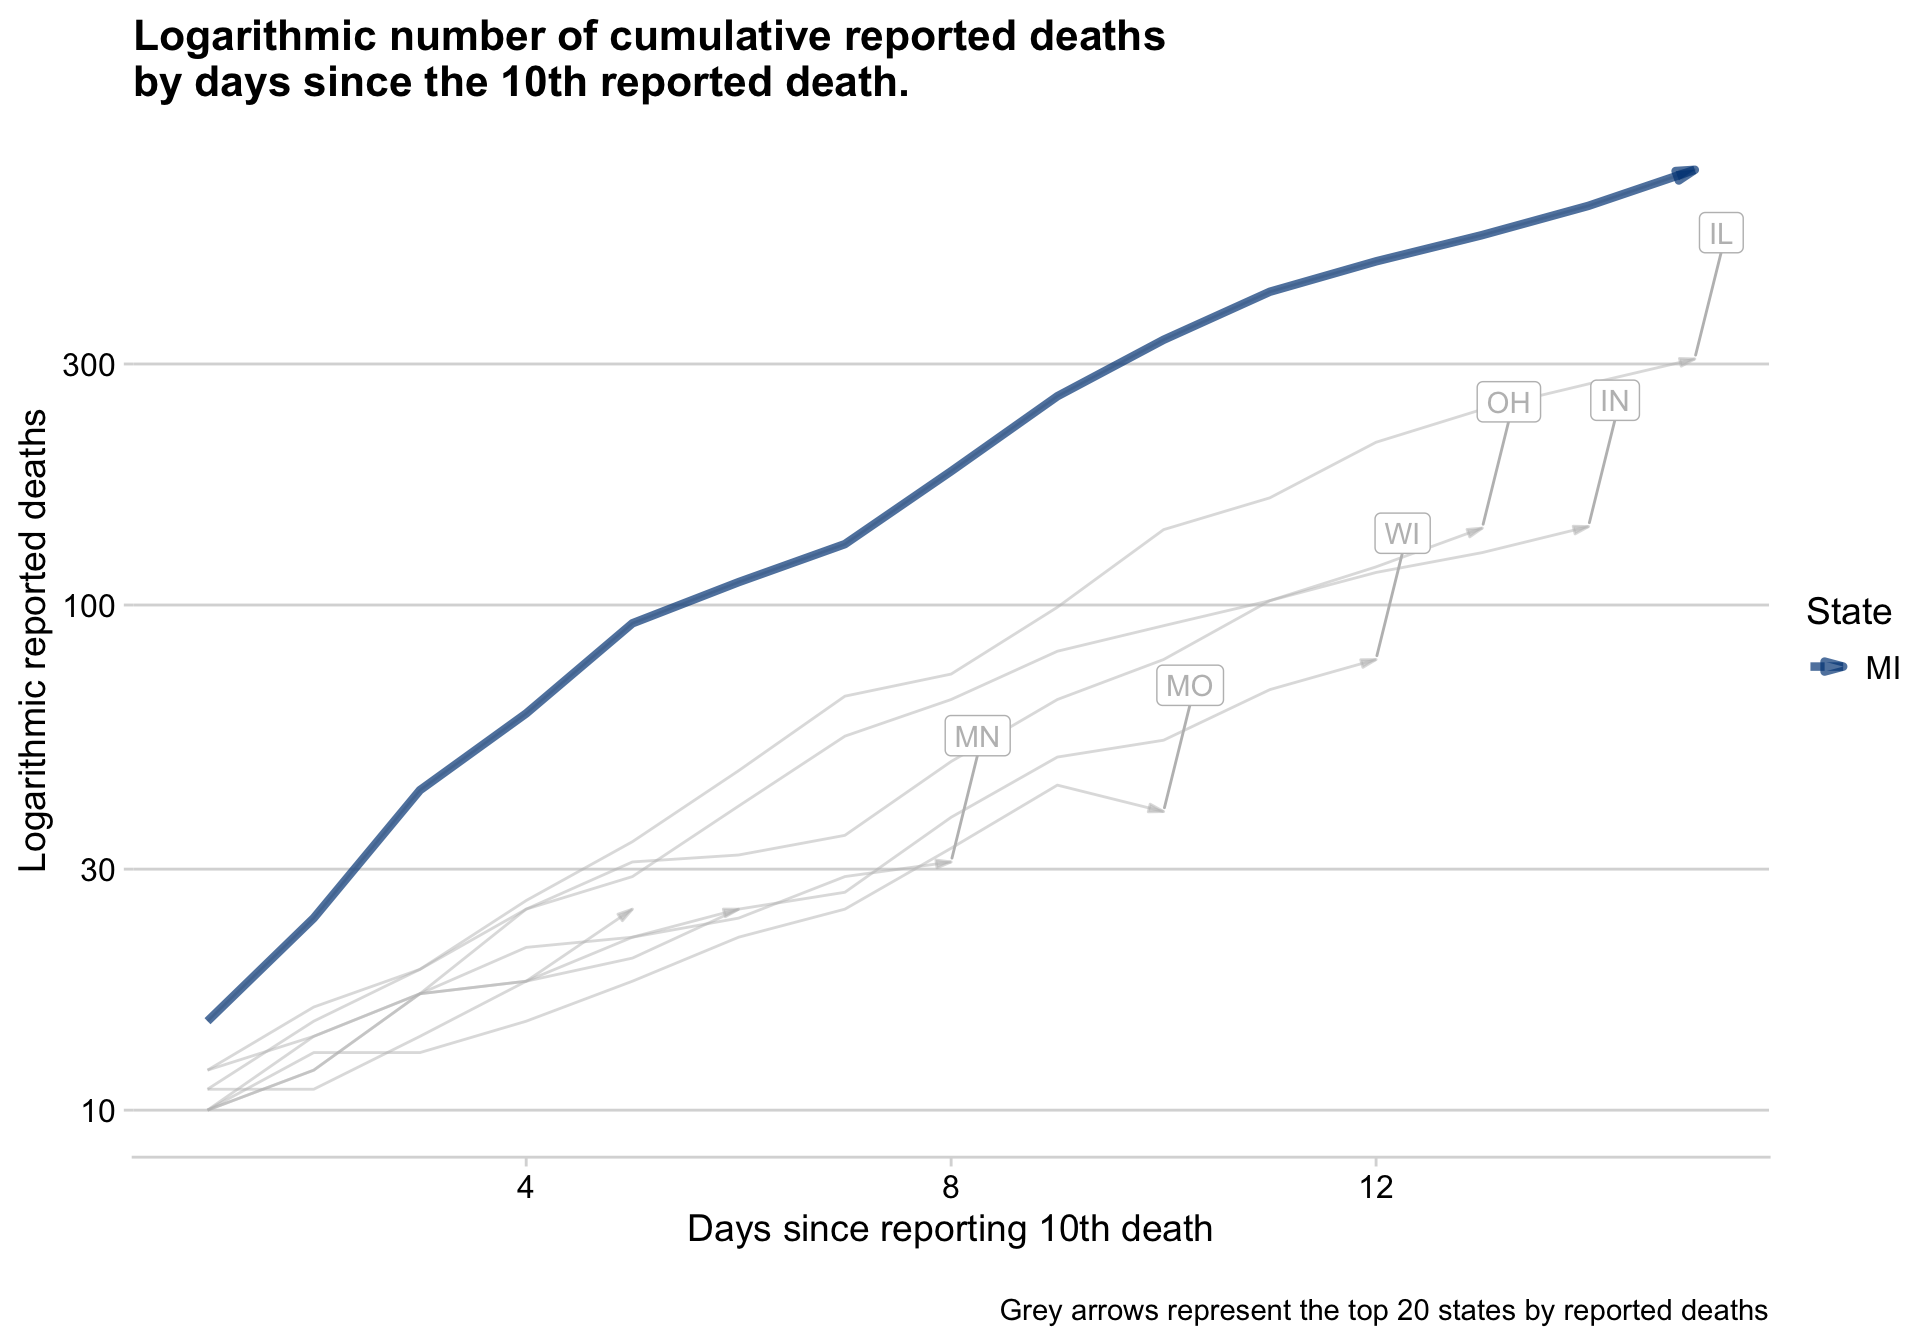 Logarithmic number of cumulative reported deaths
by days since the 10th reported death.
IL
300
OH
IN
WI
100
MO
MN
30
10
Logarithmic reported deaths
State
MI
4
8
12
Days since reporting 10th death
Grey arrows represent the top 20 states by reported deaths